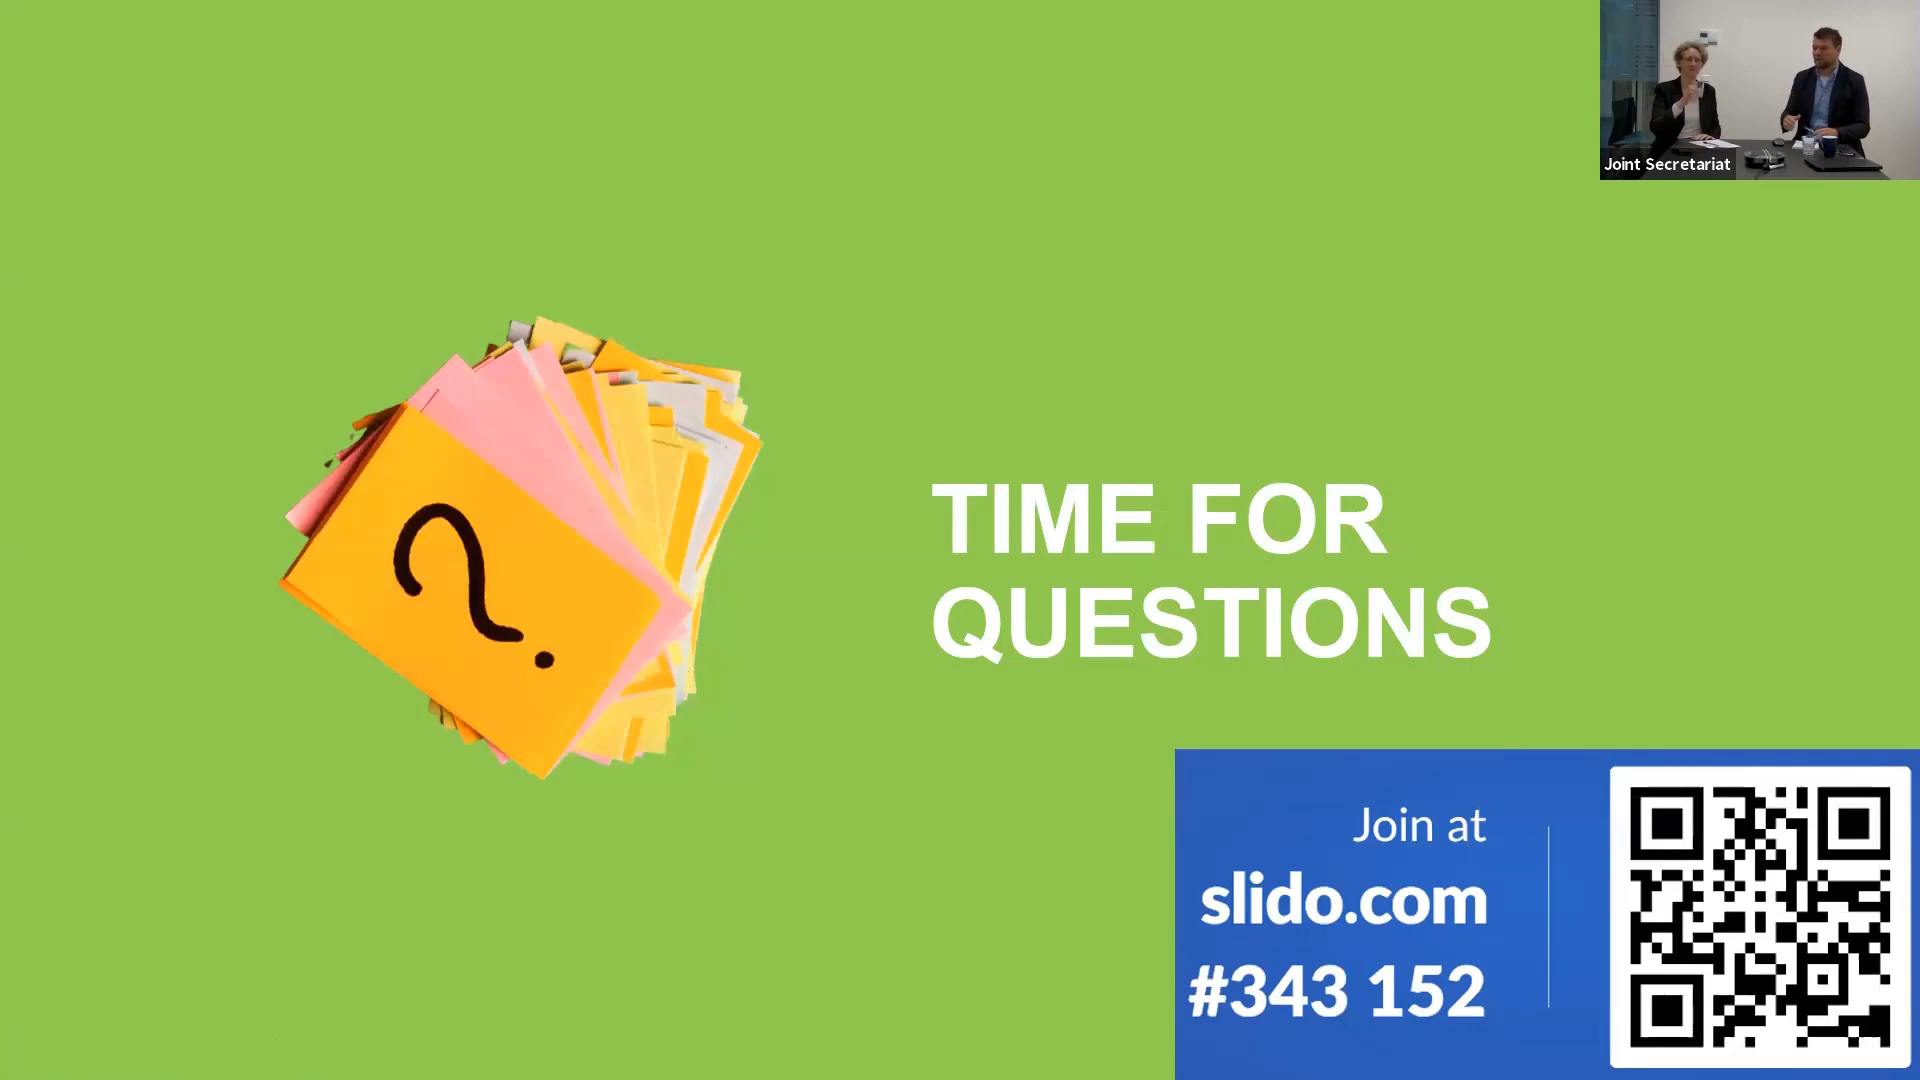 Joint Secretariat
?
TIME FOR
QUESTIONS
Join at
slido.com
#343 152